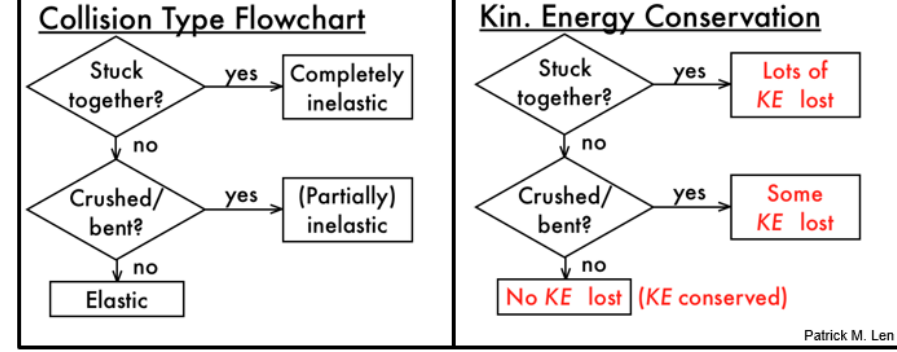 Collision Type Flowchart
Stuck
together?
yes
Completely
inelastic
no
Crushed/
bent?
yes
(Partially)
inelastic
no
Elastic
Kin. Energy Conservation
Stuck
together?
yes
Lots of
KE lost
no
Crushed/
bent?
yes
Some
KE lost
no
No KE lost (KE conserved)
Patrick M. Len